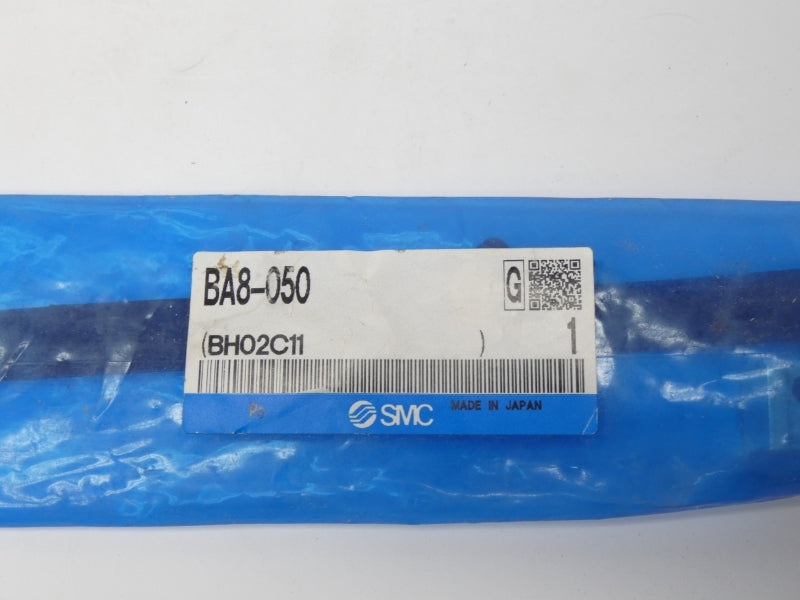 BA8-050
G
(BH02C11 )
1
SMC MADE IN JAPAN